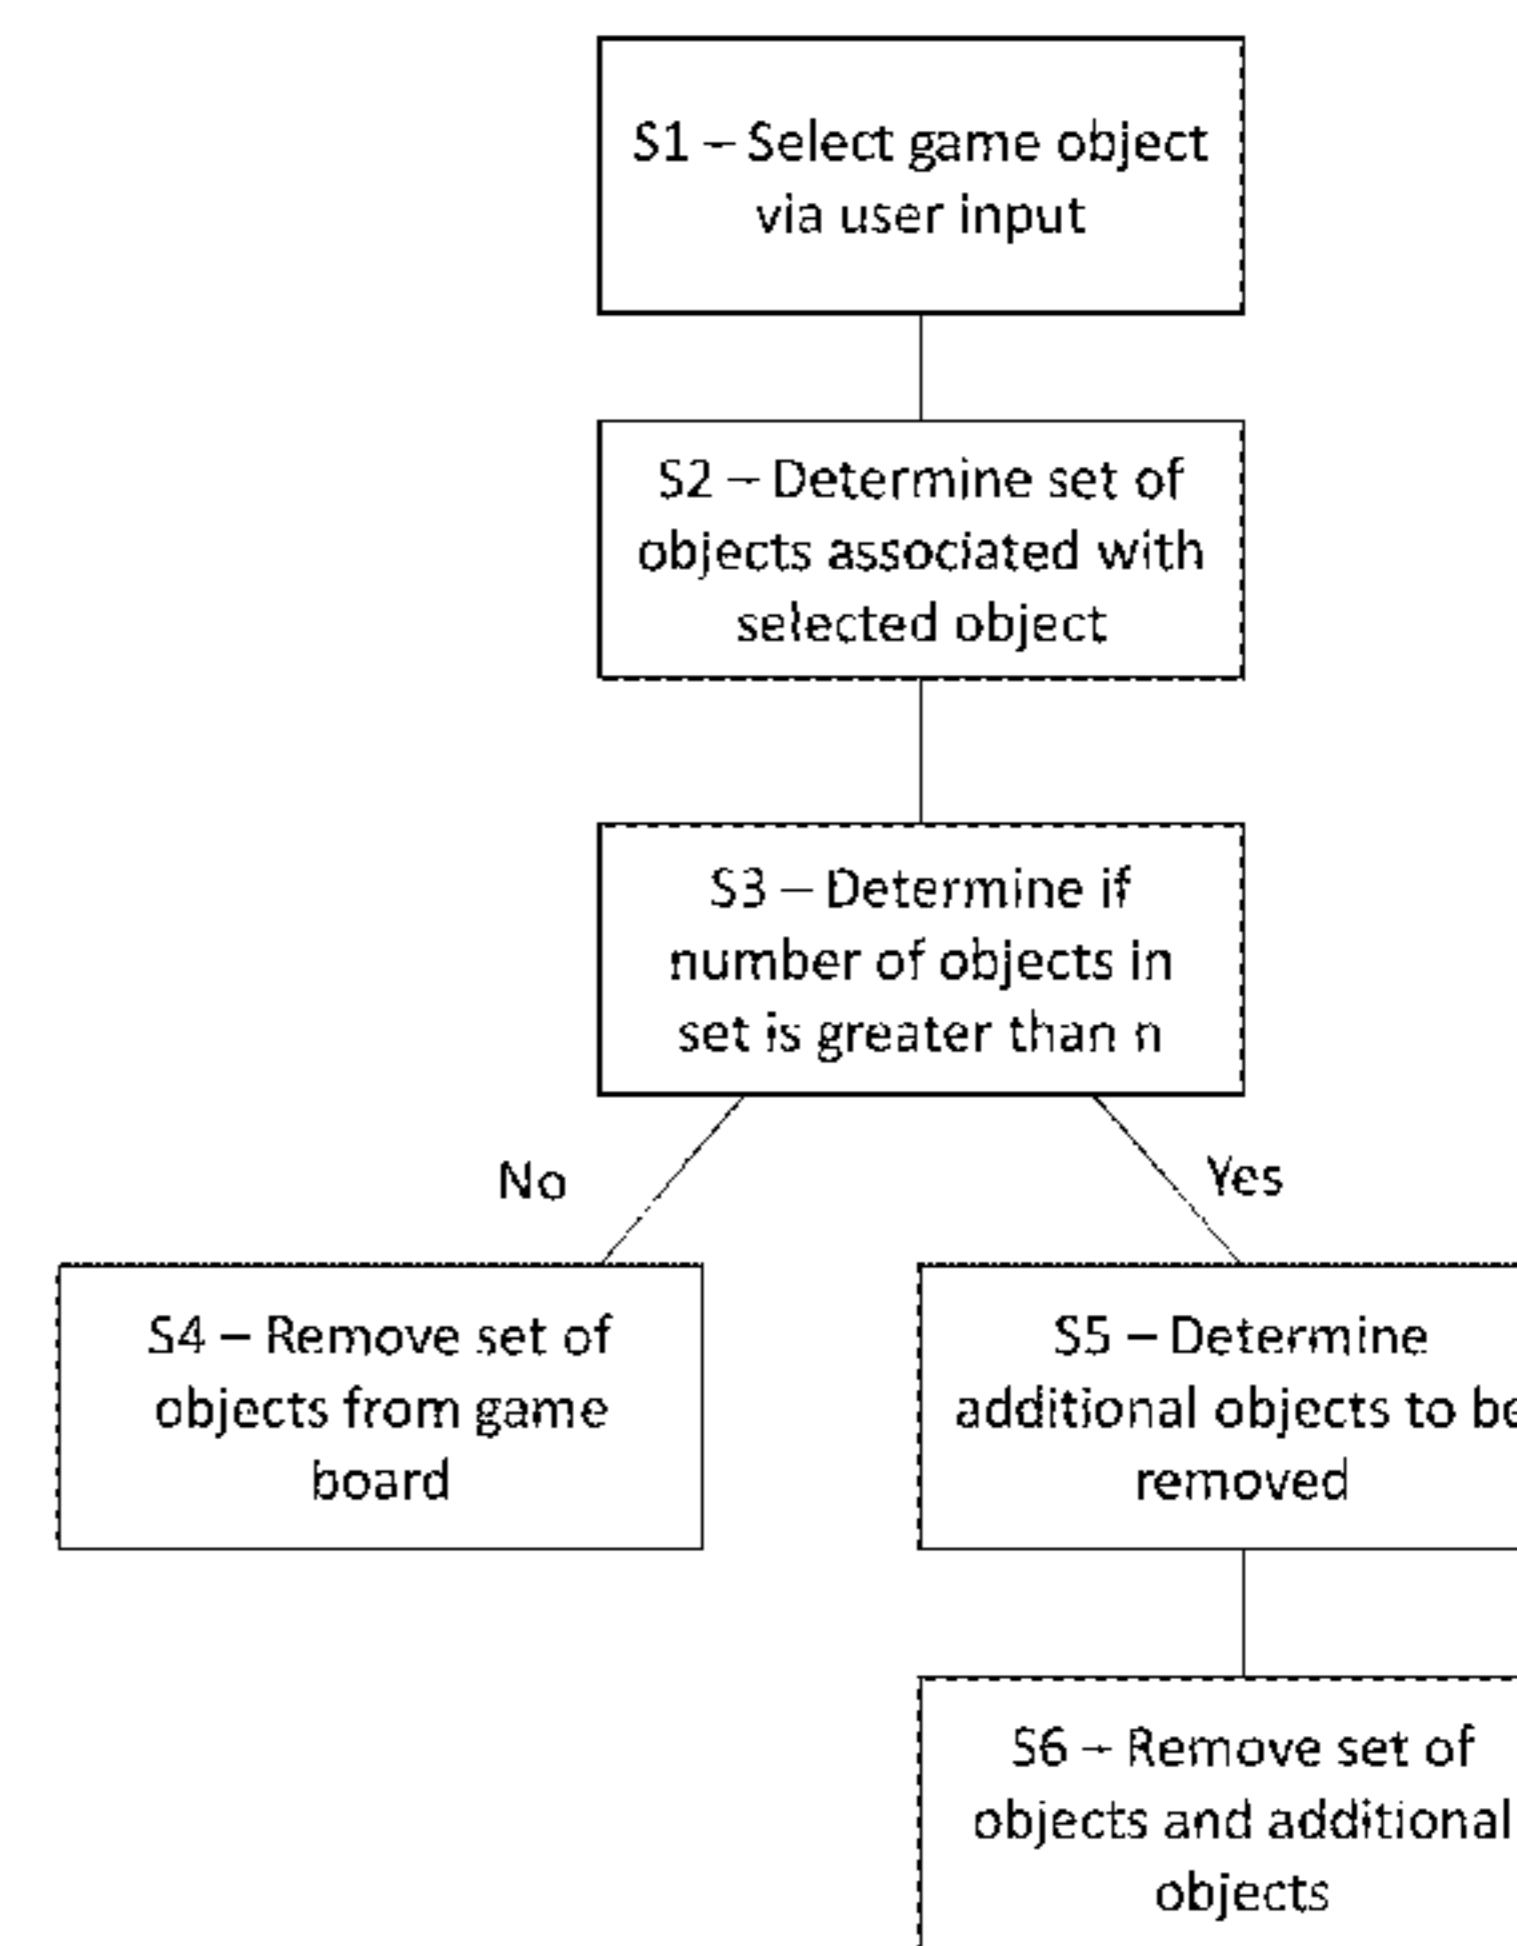 S1 – Select game object
via user input
S2 – Determine set of
objects associated with
selected object
S3 – Determine if
number of objects in
set is greater than n
No
Yes
S4 – Remove set of
objects from game
board
S5 – Determine
additional objects to be
removed
S6 – Remove set of
objects and additional
objects